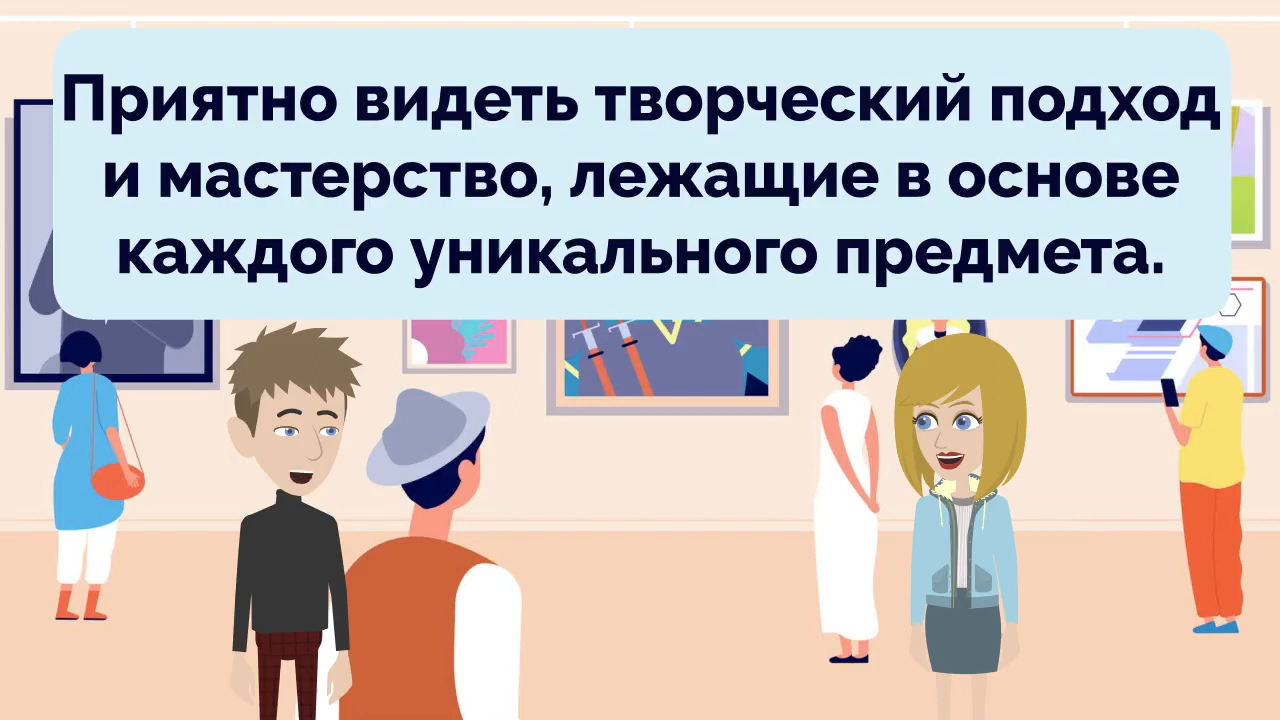 Приятно видеть творческий подход
и мастерство, лежащие в основе
каждого уникального предмета.